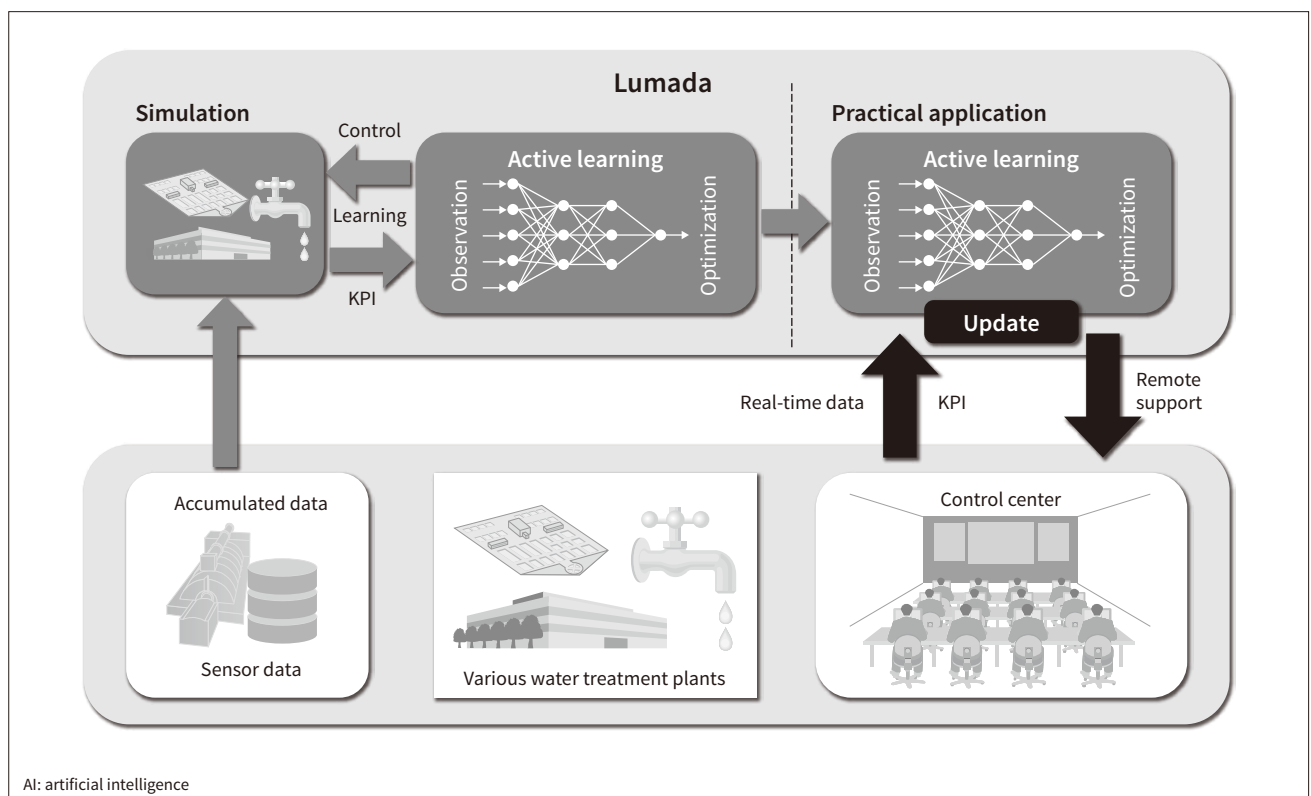 Lumada
Simulation
Control
Learning
KPI
Active learning
Observation
Optimization
Practical application
Active learning
Observation
Optimization
Update
Real-time data
KPI
Remote
support
Accumulated data
Sensor data
Various water treatment plants
Control center
AI: artificial intelligence